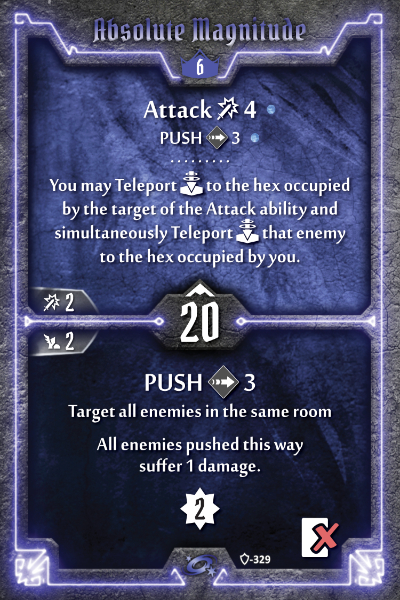 Absolute Magnitude
6
Attack 4
PUSH 3
You may Teleport to the hex occupied
by the target of the Attack ability and
simultaneously Teleport that enemy
to the hex occupied by you.
2
20
2
PUSH 3
Target all enemies in the same room
All enemies pushed this way
suffer 1 damage.
2
-329